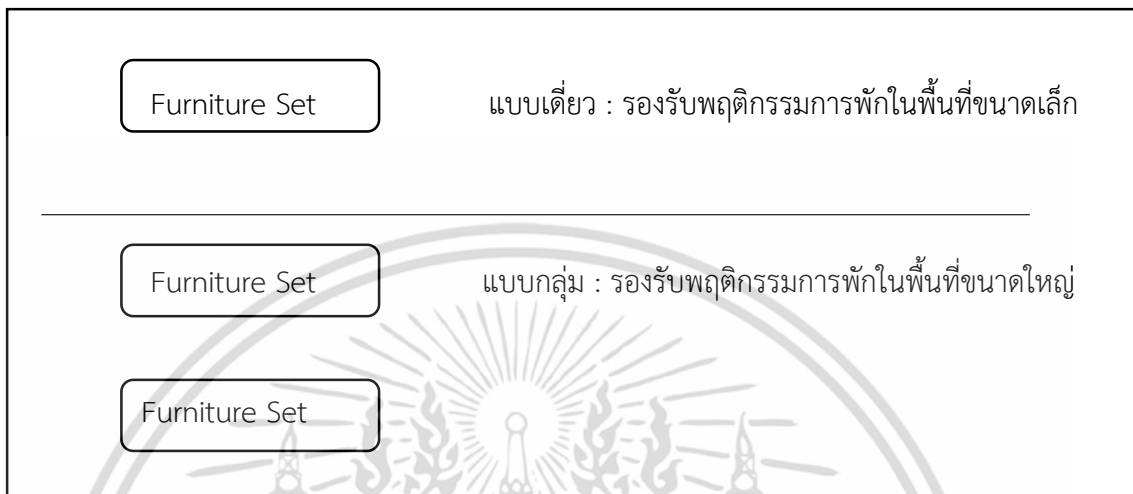 Furniture Set แบบเดี่ยว : รองรับพฤติกรรมการพักในพื้นที่ขนาดเล็ก
Furniture Set แบบกลุ่ม : รองรับพฤติกรรมการพักในพื้นที่ขนาดใหญ่
Furniture Set